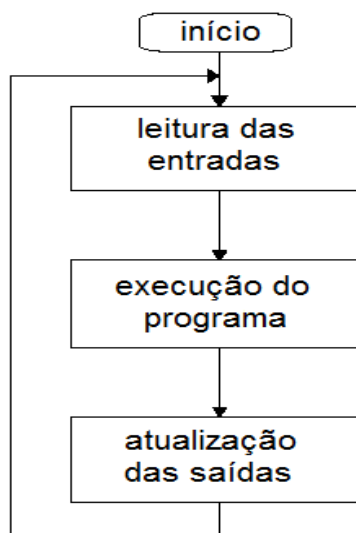 início
leitura das
entradas
execução do
programa
atualização
das saídas